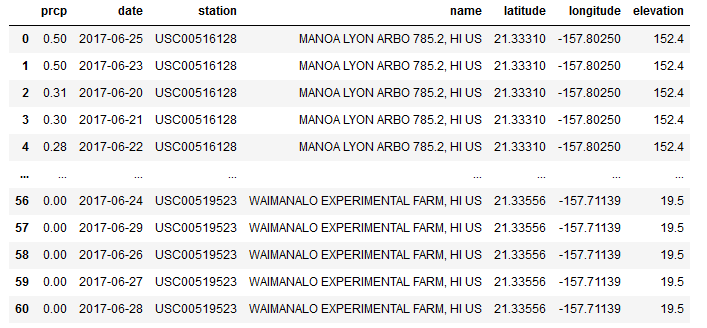 prcp date station name latitude longitude elevation
0 0.50 2017-06-25 USC00516128 MANOA LYON ARBO 785.2, HI US 21.33310 -157.80250 152.4
1 0.50 2017-06-23 USC00516128 MANOA LYON ARBO 785.2, HI US 21.33310 -157.80250 152.4
2 0.31 2017-06-20 USC00516128 MANOA LYON ARBO 785.2, HI US 21.33310 -157.80250 152.4
3 0.30 2017-06-21 USC00516128 MANOA LYON ARBO 785.2, HI US 21.33310 -157.80250 152.4
4 0.28 2017-06-22 USC00516128 MANOA LYON ARBO 785.2, HI US 21.33310 -157.80250 152.4
... ... ... ... ... ... ... ...
56 0.00 2017-06-24 USC00519523 WAIMANALO EXPERIMENTAL FARM, HI US 21.33556 -157.71139 19.5
57 0.00 2017-06-29 USC00519523 WAIMANALO EXPERIMENTAL FARM, HI US 21.33556 -157.71139 19.5
58 0.00 2017-06-26 USC00519523 WAIMANALO EXPERIMENTAL FARM, HI US 21.33556 -157.71139 19.5
59 0.00 2017-06-27 USC00519523 WAIMANALO EXPERIMENTAL FARM, HI US 21.33556 -157.71139 19.5
60 0.00 2017-06-28 USC00519523 WAIMANALO EXPERIMENTAL FARM, HI US 21.33556 -157.71139 19.5